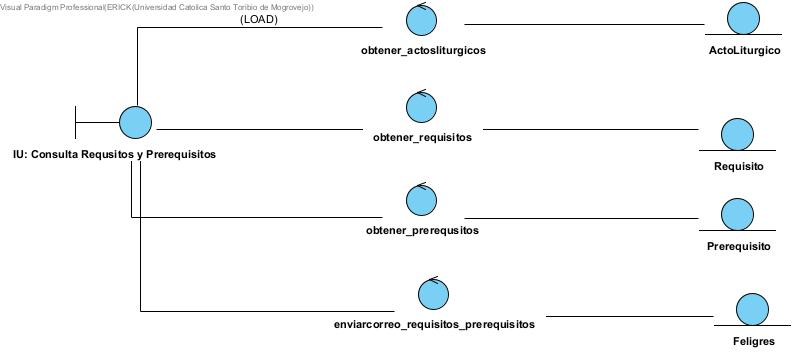 Visual Paradigm Professional(ERICK(Universidad Catolica Santo Toribio de Mogrovejo))
(LOAD)
obtener_actosliturgicos
ActoLiturgico
obtener_requisitos
IU: Consulta Requsitos y Prerequisitos
Requisito
obtener_prerequsitos
Prerequisito
enviarcorreo_requisitos_prerequisitos
Feligres